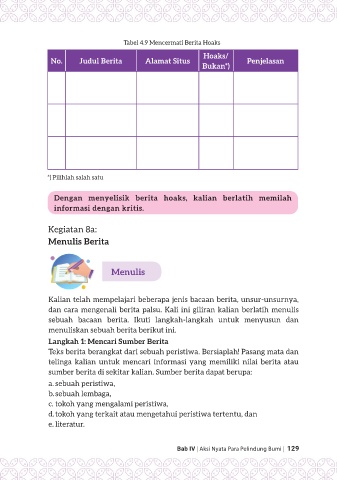 Tabel 4.9 Mencermati Berita Hoaks
No. Judul Berita Alamat Situs Hoaks/ Bukan*) Penjelasan
*) Pilihlah salah satu
Dengan menyelisik berita hoaks, kalian berlatih memilah
informasi dengan kritis.
Kegiatan 8a:
Menulis Berita
Menulis
Kalian telah mempelajari beberapa jenis bacaan berita, unsur-unsurnya,
dan cara mengenali berita palsu. Kali ini giliran kalian berlatih menulis
sebuah bacaan berita. Ikuti langkah-langkah untuk menyusun dan
menuliskan sebuah berita berikut ini.
Langkah 1: Mencari Sumber Berita
Teks berita berangkat dari sebuah peristiwa. Bersiaplah! Pasang mata dan
telinga kalian untuk mencari informasi yang memiliki nilai berita atau
sumber berita di sekitar kalian. Sumber berita dapat berupa:
a. sebuah peristiwa,
b. sebuah lembaga,
c. tokoh yang mengalami peristiwa,
d. tokoh yang terkait atau mengetahui peristiwa tertentu, dan
e. literatur.
Bab IV | Aksi Nyata Para Pelindung Bumi | 129